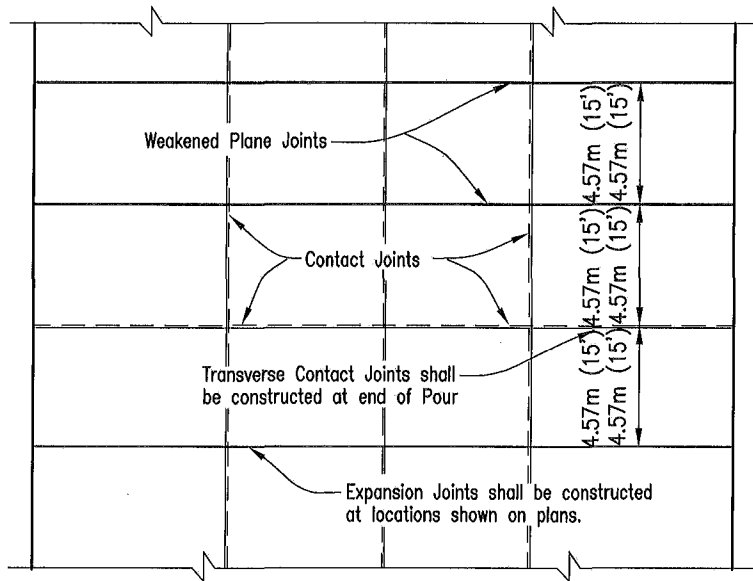 Weakened Plane Joints
4.57m (15')
4.57m (15')
Contact Joints
4.57m (15')
4.57m (15')
Transverse Contact Joints shall
be constructed at end of Pour
4.57m (15')
4.57m (15')
Expansion Joints shall be constructed
at locations shown on plans.